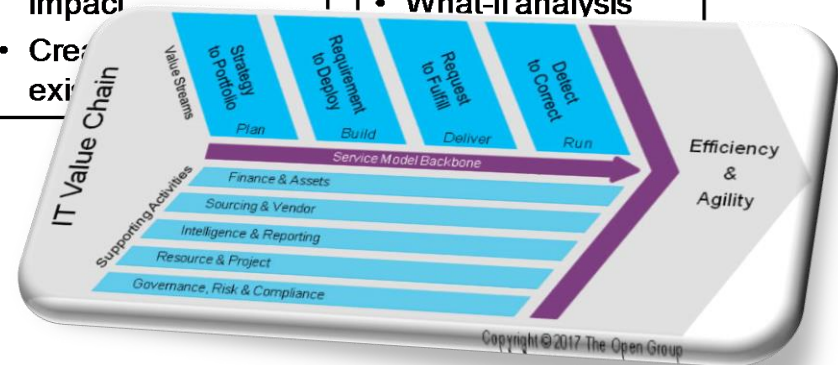 • What-if analysis
IT Value Chain
Value Streams
Strategy
to Portfolio
Plan
Requirement
to Deploy
Build
Request
to Fulfill
Deliver
Detect
to Correct
Run
Service Model Backbone
Efficiency
&
Agility
Supporting Activities
Finance & Assets
Sourcing & Vendor
Intelligence & Reporting
Resource & Project
Governance, Risk & Compliance
Copyright © 2017 The Open Group